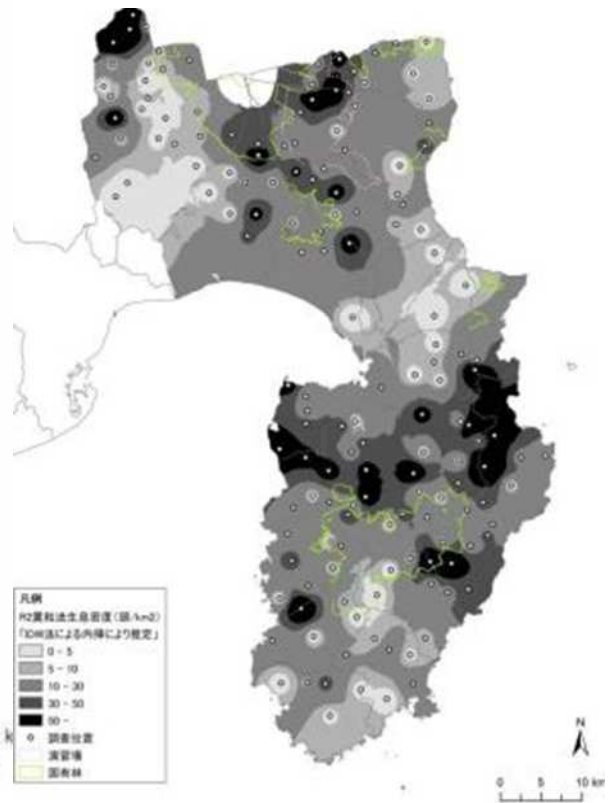 凡例
R2糞粒法生息密度(頭/km2)
「IDW法による内挿により推定」
0 - 5
5 - 10
10 - 30
30 - 50
50 -
調査位置
演習場
国有林
k
N
0 5 10 km